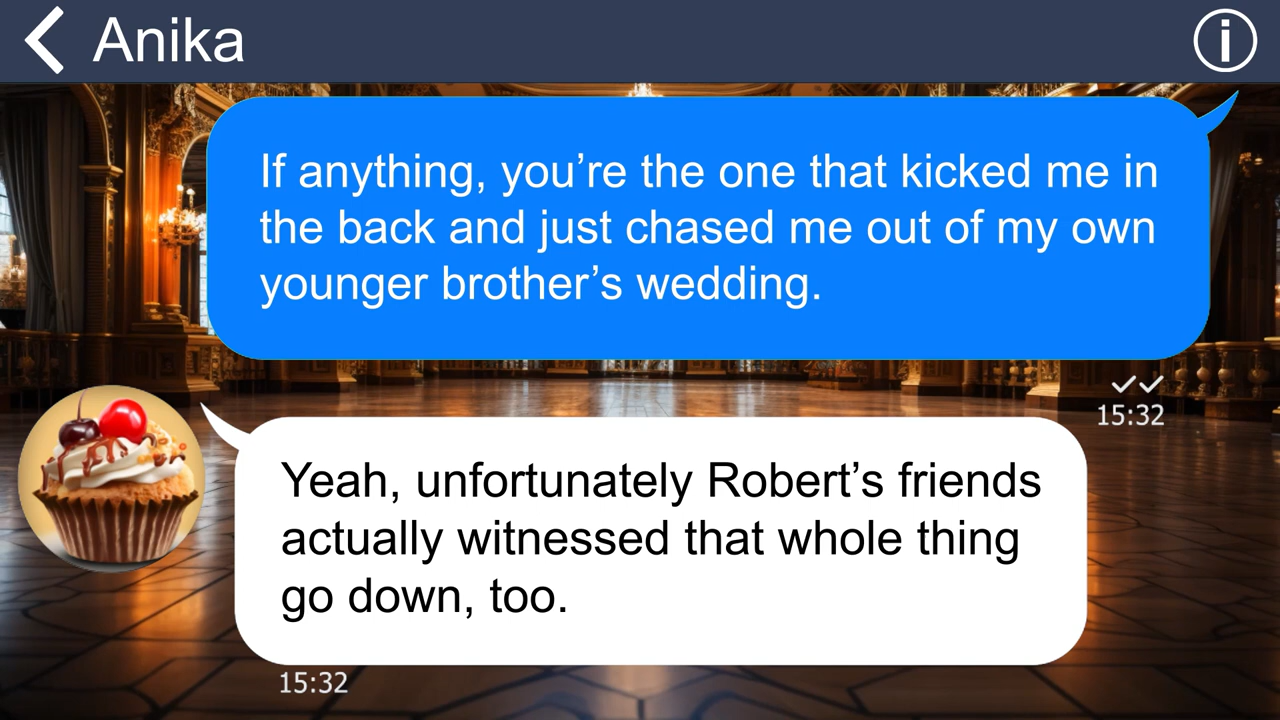 Anika
If anything, you’re the one that kicked me in
the back and just chased me out of my own
younger brother’s wedding.
15:32
Yeah, unfortunately Robert’s friends
actually witnessed that whole thing
go down, too.
15:32